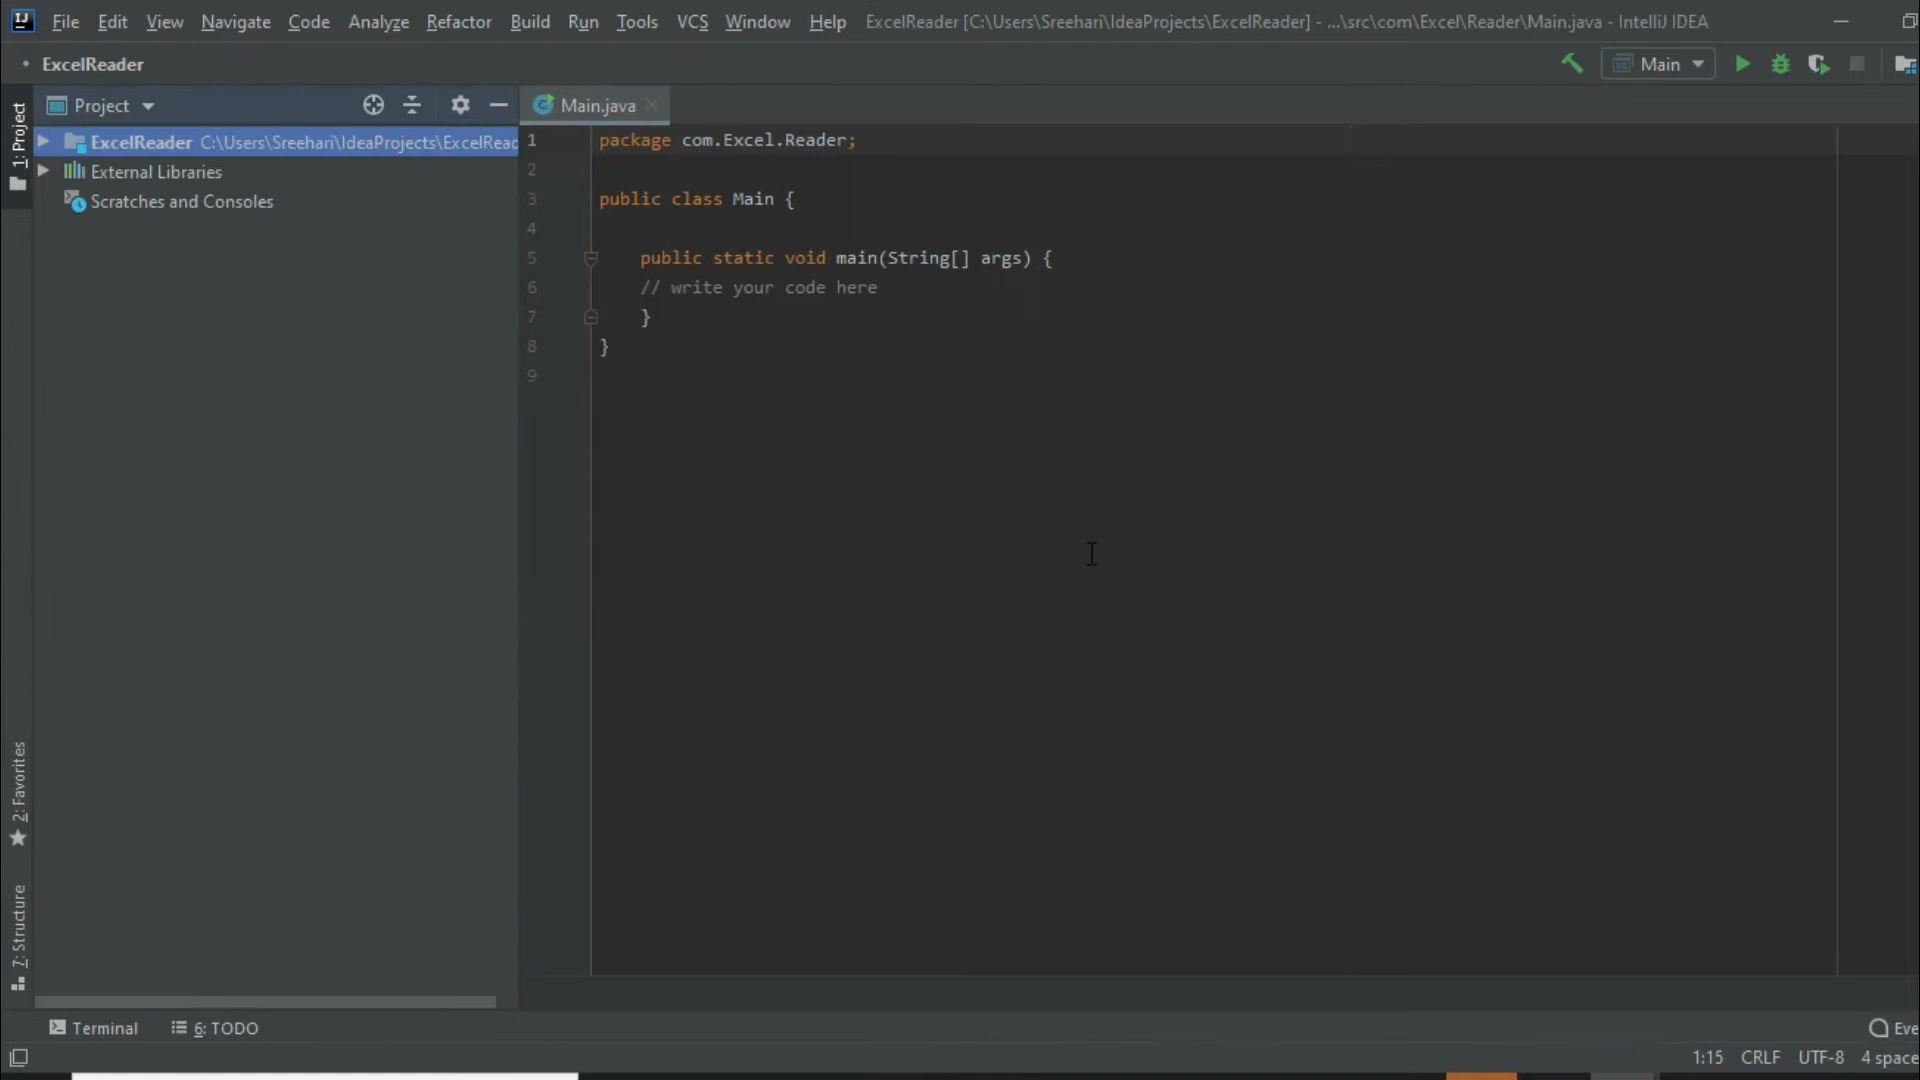 File Edit View Navigate Code Analyze Refactor Build Run Tools VCS Window Help ExcelReader [C:\Users\Sreehari\IdeaProjects\ExcelReader] - ...\src\com\Excel\Reader\Main.java - IntelliJ IDEA
ExcelReader
Main
1: Project
Project
Main.java
ExcelReader C:\Users\Sreehari\IdeaProjects\ExcelReac
External Libraries
Scratches and Consoles
1 package com.Excel.Reader;
2
3 public class Main {
4
5 public static void main(String[] args) {
6 // write your code here
7 }
8 }
9
2: Favorites
7: Structure
Terminal
6: TODO
Eve
1:15 CRLF UTF-8 4 space